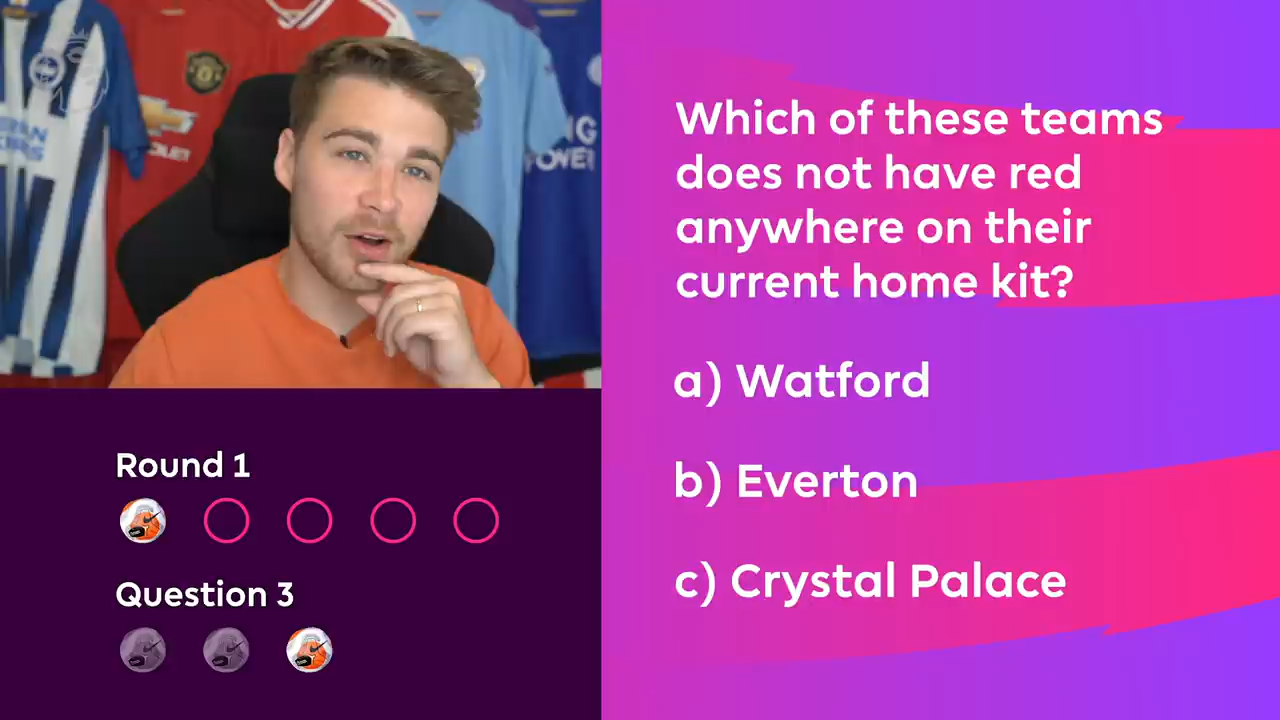 Which of these teams
does not have red
anywhere on their
current home kit?
a) Watford
b) Everton
c) Crystal Palace
Round 1
Question 3